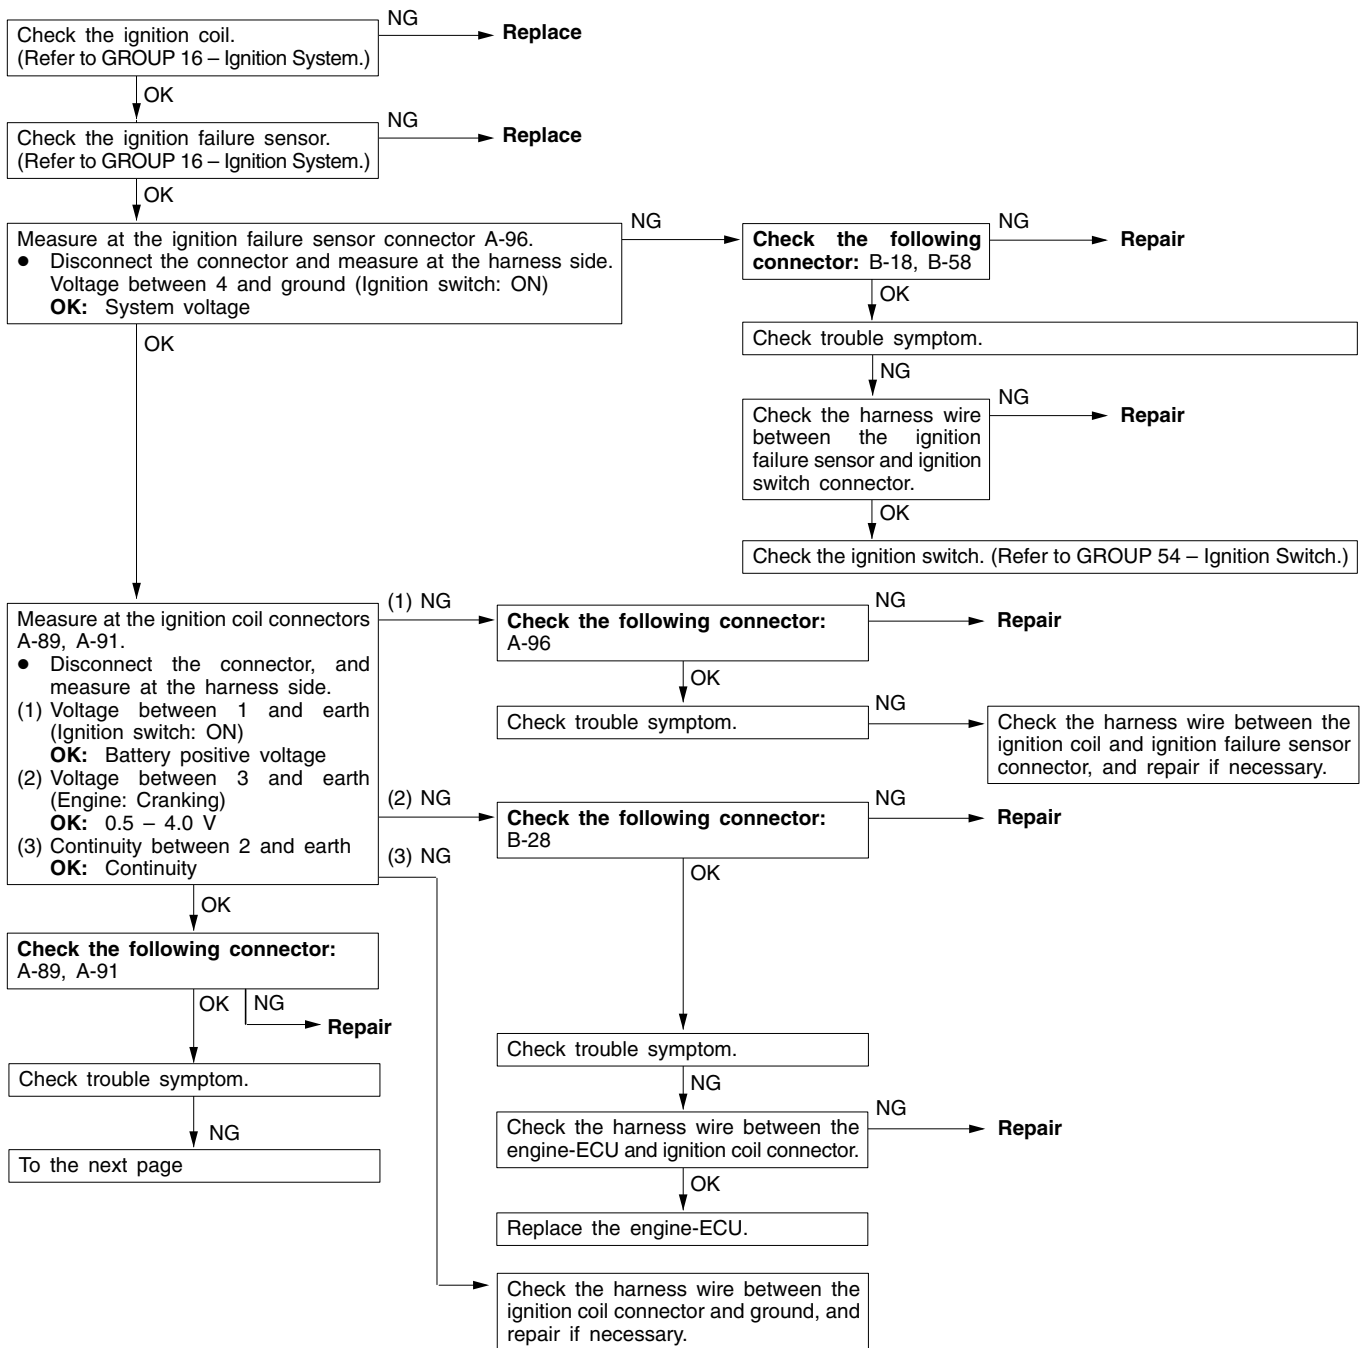 Check the ignition coil.
(Refer to GROUP 16 – Ignition System.)
NG
Replace
OK
Check the ignition failure sensor.
(Refer to GROUP 16 – Ignition System.)
NG
Replace
OK
Measure at the ignition failure sensor connector A-96.
● Disconnect the connector and measure at the harness side.
Voltage between 4 and ground (Ignition switch: ON)
OK: System voltage
NG
Check the following
connector: B-18, B-58
NG
Repair
OK
Check trouble symptom.
NG
Check the harness wire
between the ignition
failure sensor and ignition
switch connector.
NG
Repair
OK
Check the ignition switch. (Refer to GROUP 54 – Ignition Switch.)
OK
Measure at the ignition coil connectors
A-89, A-91.
● Disconnect the connector, and
measure at the harness side.
(1) Voltage between 1 and earth
(Ignition switch: ON)
OK: Battery positive voltage
(2) Voltage between 3 and earth
(Engine: Cranking)
OK: 0.5 – 4.0 V
(3) Continuity between 2 and earth
OK: Continuity
(1) NG
Check the following connector:
A-96
NG
Repair
OK
Check trouble symptom.
NG
Check the harness wire between the
ignition coil and ignition failure sensor
connector, and repair if necessary.
(2) NG
Check the following connector:
B-28
NG
Repair
OK
Check trouble symptom.
NG
Check the harness wire between the
engine-ECU and ignition coil connector.
NG
Repair
OK
Replace the engine-ECU.
(3) NG
Check the harness wire between the
ignition coil connector and ground, and
repair if necessary.
OK
Check the following connector:
A-89, A-91
OK
NG
Repair
Check trouble symptom.
NG
To the next page